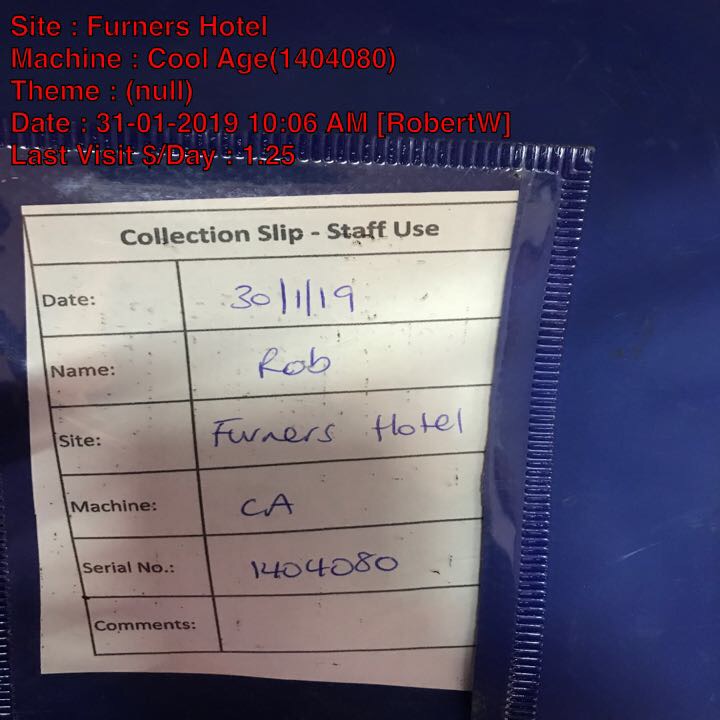 Site : Furners Hotel
Machine : Cool Age(1404080)
Theme : (null)
Date : 31-01-2019 10:06 AM [RobertW]
Last Visit $/Day : 1.25
Collection Slip - Staff Use
Date: 30/1/19
Name: Rob
Site: Furners Hotel
Machine: CA
Serial No.: 1404080
Comments: